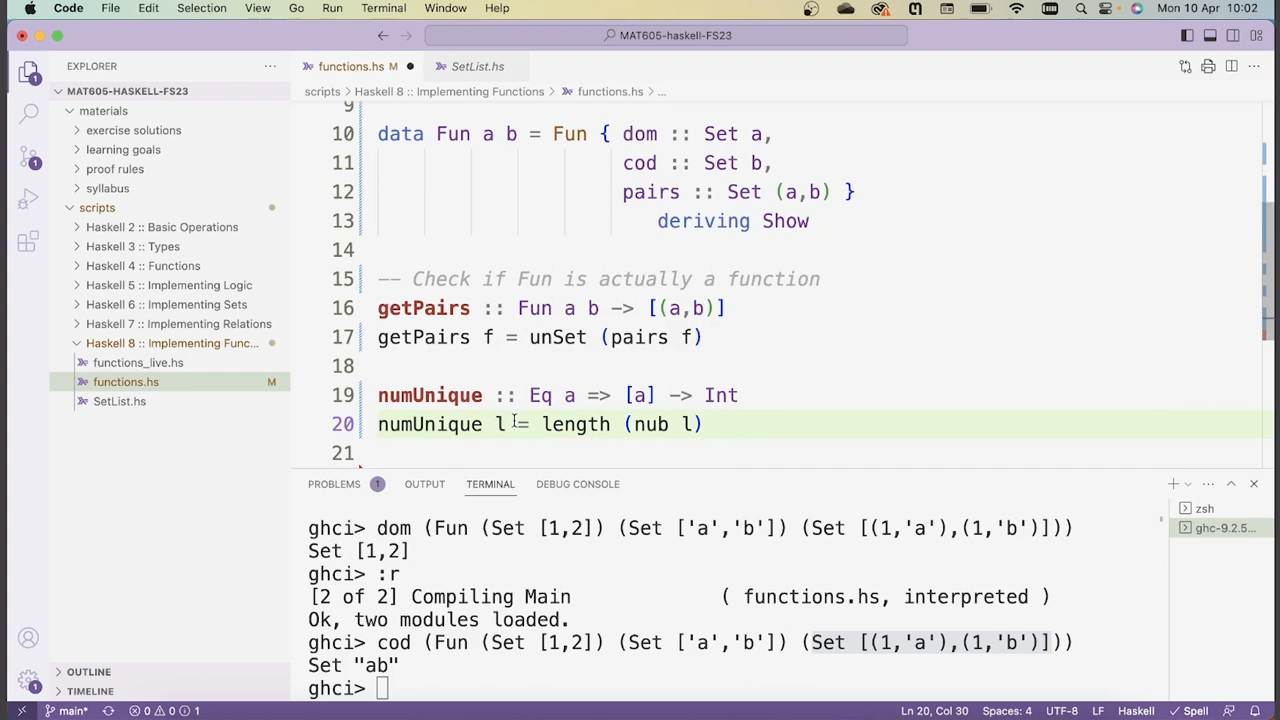 Code File Edit Selection View Go Run Terminal Window Help Mon 10 Apr 10:02
MAT605-haskell-FS23
EXPLORER
functions.hs M
SetList.hs
MAT605-HASKELL-FS23
scripts > Haskell 8 :: Implementing Functions > functions.hs > ...
materials
exercise solutions
learning goals
proof rules
syllabus
scripts
Haskell 2 :: Basic Operations
Haskell 3 :: Types
Haskell 4 :: Functions
Haskell 5 :: Implementing Logic
Haskell 6 :: Implementing Sets
Haskell 7 :: Implementing Relations
Haskell 8 :: Implementing Func...
functions_live.hs
functions.hs M
SetList.hs
OUTLINE
TIMELINE
9
10 data Fun a b = Fun { dom :: Set a,
11 cod :: Set b,
12 pairs :: Set (a,b) }
13 deriving Show
14
15 -- Check if Fun is actually a function
16 getPairs :: Fun a b -> [(a,b)]
17 getPairs f = unSet (pairs f)
18
19 numUnique :: Eq a => [a] -> Int
20 numUnique l = length (nub l)
21
PROBLEMS 1 OUTPUT TERMINAL DEBUG CONSOLE
ghci> dom (Fun (Set [1,2]) (Set ['a','b']) (Set [(1,'a'),(1,'b')]))
Set [1,2]
ghci> :r
[2 of 2] Compiling Main ( functions.hs, interpreted )
Ok, two modules loaded.
ghci> cod (Fun (Set [1,2]) (Set ['a','b']) (Set [(1,'a'),(1,'b')]))
Set "ab"
ghci>
zsh
ghc-9.2.5...
1
1
1
main* 0 0 1 Ln 20, Col 30 Spaces: 4 UTF-8 LF Haskell Spell